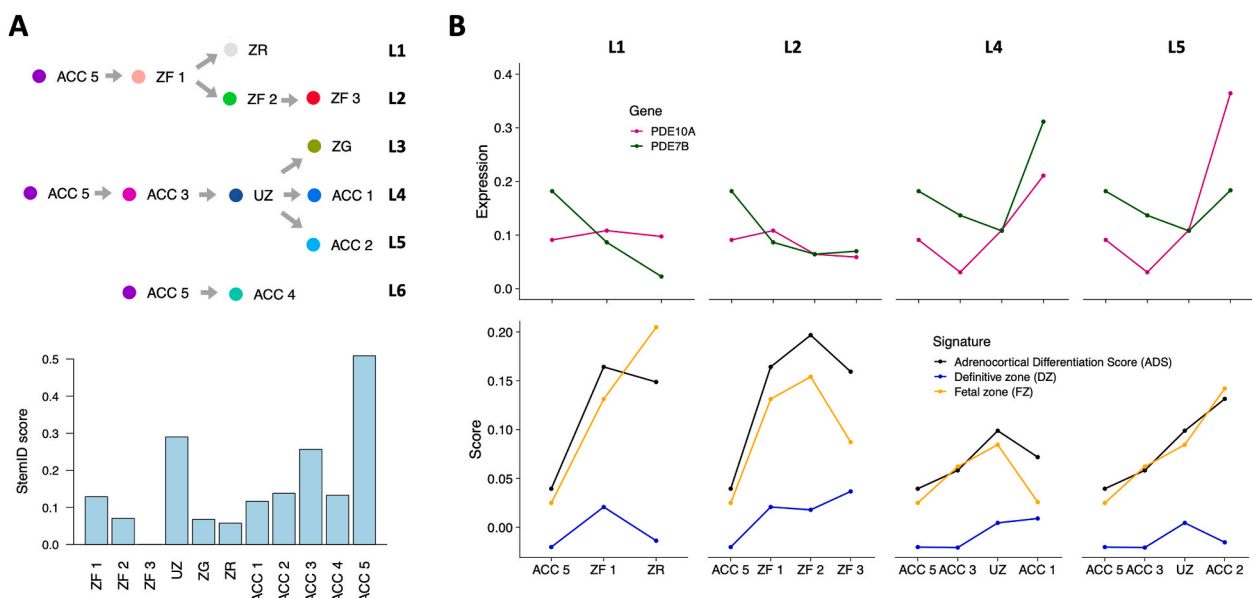 A
ACC 5 ZF 1 ZR L1
ZF 2 ZF 3 L2
ZG L3
ACC 5 ACC 3 UZ ACC 1 L4
ACC 2 L5
ACC 5 ACC 4 L6
StemID score
0.5
0.4
0.3
0.2
0.1
0.0
ZF 1 ZF 2 ZF 3 UZ ZG ZR ACC 1 ACC 2 ACC 3 ACC 4 ACC 5
B
L1 L2 L4 L5
Expression
0.4
0.3
0.2
0.1
0.0
Gene
PDE10A
PDE7B
Score
0.20
0.15
0.10
0.05
0.00
Signature
Adrenocortical Differentiation Score (ADS)
Definitive zone (DZ)
Fetal zone (FZ)
ACC 5 ZF 1 ZR ACC 5 ZF 1 ZF 2 ZF 3 ACC 5 ACC 3 UZ ACC 1 ACC 5 ACC 3 UZ ACC 2